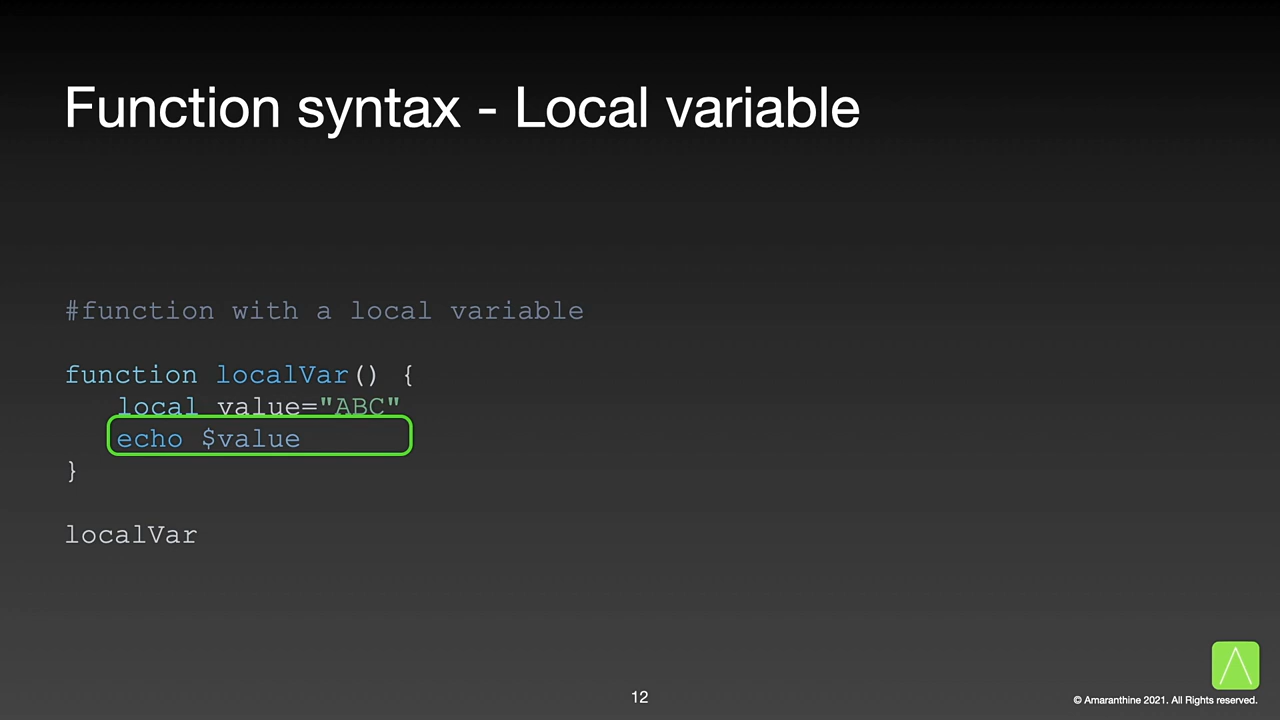 Function syntax - Local variable
#function with a local variable
function localVar() {
local value="ABC"
echo $value
}
localVar
12
© Amaranthine 2021. All Rights reserved.